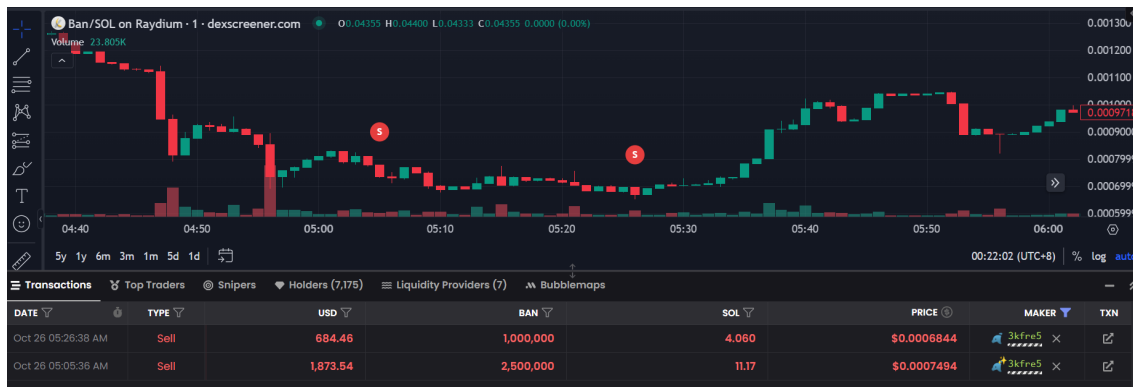 Ban/SOL on Raydium · 1 · dexscreener.com O0.04355 H0.04400 L0.04333 C0.04355 0.0000 (0.00%)
Volume 23.805K
0.001200
0.001100
0.0009718
0.000900
04:40 04:50 05:00 05:10 05:20 05:30 05:40 05:50 06:00
S
S
5y 1y 6m 3m 1m 5d 1d 00:22:02 (UTC+8) % log auto
Transactions Top Traders Snipers Holders (7,175) Liquidity Providers (7) Bubblemaps
DATE TYPE USD BAN SOL PRICE MAKER TXN
Oct 26 05:26:38 AM Sell 684.46 1,000,000 4.060 $0.0006844 3kfre5
Oct 26 05:05:36 AM Sell 1,873.54 2,500,000 11.17 $0.0007494 3kfre5